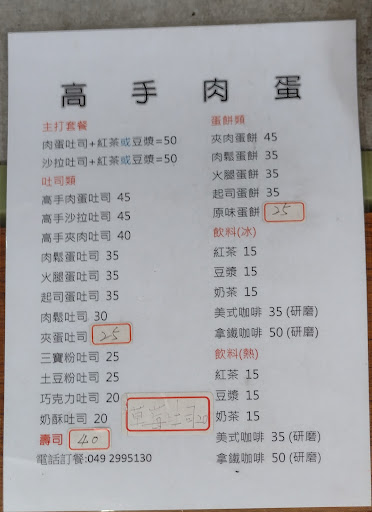 高手肉蛋
主打套餐
肉蛋吐司+紅茶或豆漿=50
沙拉吐司+紅茶或豆漿=50
吐司類
高手肉蛋吐司 45
高手沙拉吐司 45
高手夾肉吐司 40
肉鬆蛋吐司 35
火腿蛋吐司 35
起司蛋吐司 35
肉鬆吐司 30
夾蛋吐司 25
三寶粉吐司 25
土豆粉吐司 25
巧克力吐司 20
奶酥吐司 20
草莓土司20
壽司 40
電話訂餐:049 2995130
蛋餅類
夾肉蛋餅 45
肉鬆蛋餅 35
火腿蛋餅 35
起司蛋餅 35
原味蛋餅 25
飲料(冰)
紅茶 15
豆漿 15
奶茶 15
美式咖啡 35 (研磨)
拿鐵咖啡 50 (研磨)
飲料(熱)
紅茶 15
豆漿 15
奶茶 15
美式咖啡 35 (研磨)
拿鐵咖啡 50 (研磨)